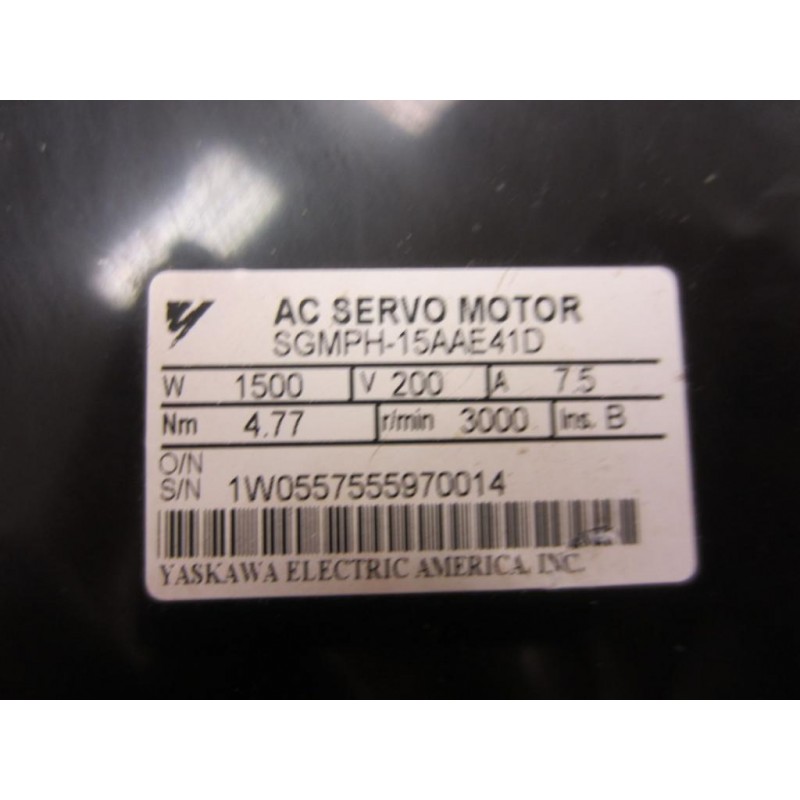 AC SERVO MOTOR
SGMPH-15AAE41D
W 1500 V 200 A 7.5
Nm 4.77 r/min 3000 Ins. B
O/N
S/N 1W0557555970014
YASKAWA ELECTRIC AMERICA, INC.